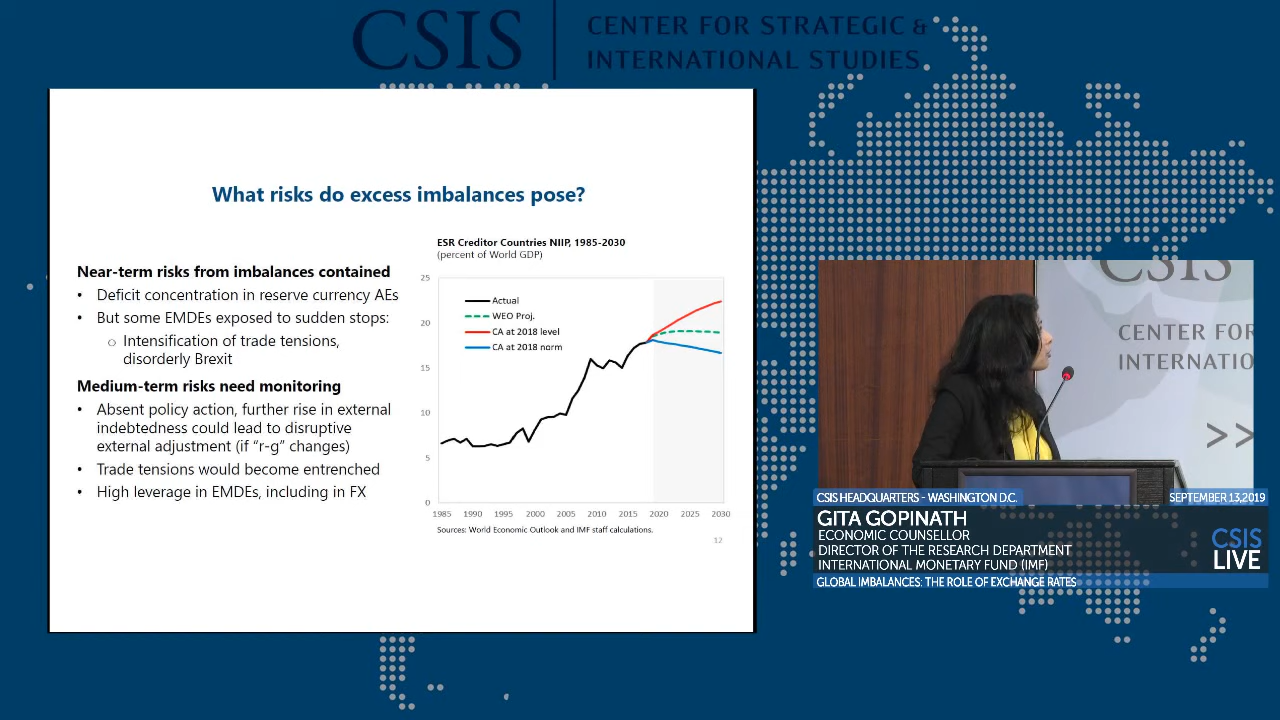 CSIS
CENTER FOR STRATEGIC &
INTERNATIONAL STUDIES
What risks do excess imbalances pose?
Near-term risks from imbalances contained
• Deficit concentration in reserve currency AEs
• But some EMDEs exposed to sudden stops:
○ Intensification of trade tensions,
disorderly Brexit
Medium-term risks need monitoring
• Absent policy action, further rise in external
indebtedness could lead to disruptive
external adjustment (if “r-g” changes)
• Trade tensions would become entrenched
• High leverage in EMDEs, including in FX
ESR Creditor Countries NIIP, 1985-2030
(percent of World GDP)
25
20
15
10
5
0
Actual
WEO Proj.
CA at 2018 level
CA at 2018 norm
1985 1990 1995 2000 2005 2010 2015 2020 2025 2030
Sources: World Economic Outlook and IMF staff calculations.
12
CSIS
CENTER FOR
INTERNATIO
>>
CSIS HEADQUARTERS - WASHINGTON D.C.
SEPTEMBER 13,2019
GITA GOPINATH
ECONOMIC COUNSELLOR
DIRECTOR OF THE RESEARCH DEPARTMENT
INTERNATIONAL MONETARY FUND (IMF)
CSIS
LIVE
GLOBAL IMBALANCES: THE ROLE OF EXCHANGE RATES